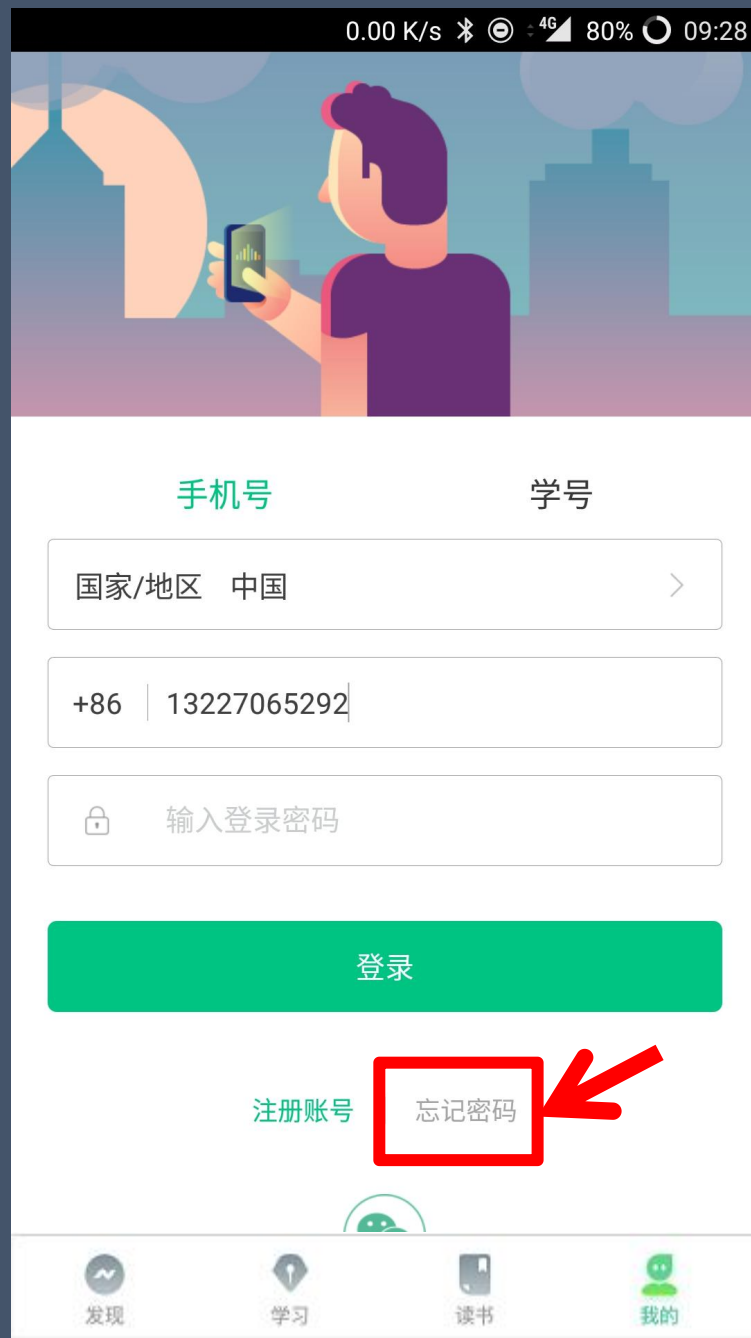 0.00 K/s 4G 80% 09:28
手机号 学号
国家/地区 中国
+86 13227065292
输入登录密码
登录
注册账号 忘记密码
发现 学习 读书 我的